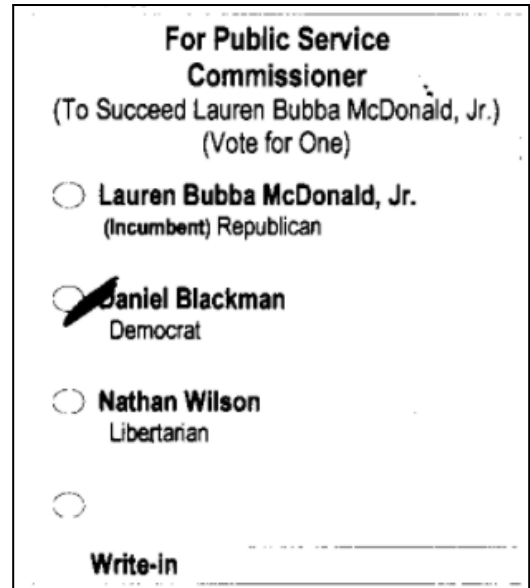 For Public Service
Commissioner
(To Succeed Lauren Bubba McDonald, Jr.)
(Vote for One)
Lauren Bubba McDonald, Jr.
(Incumbent) Republican
Daniel Blackman
Democrat
Nathan Wilson
Libertarian
Write-in